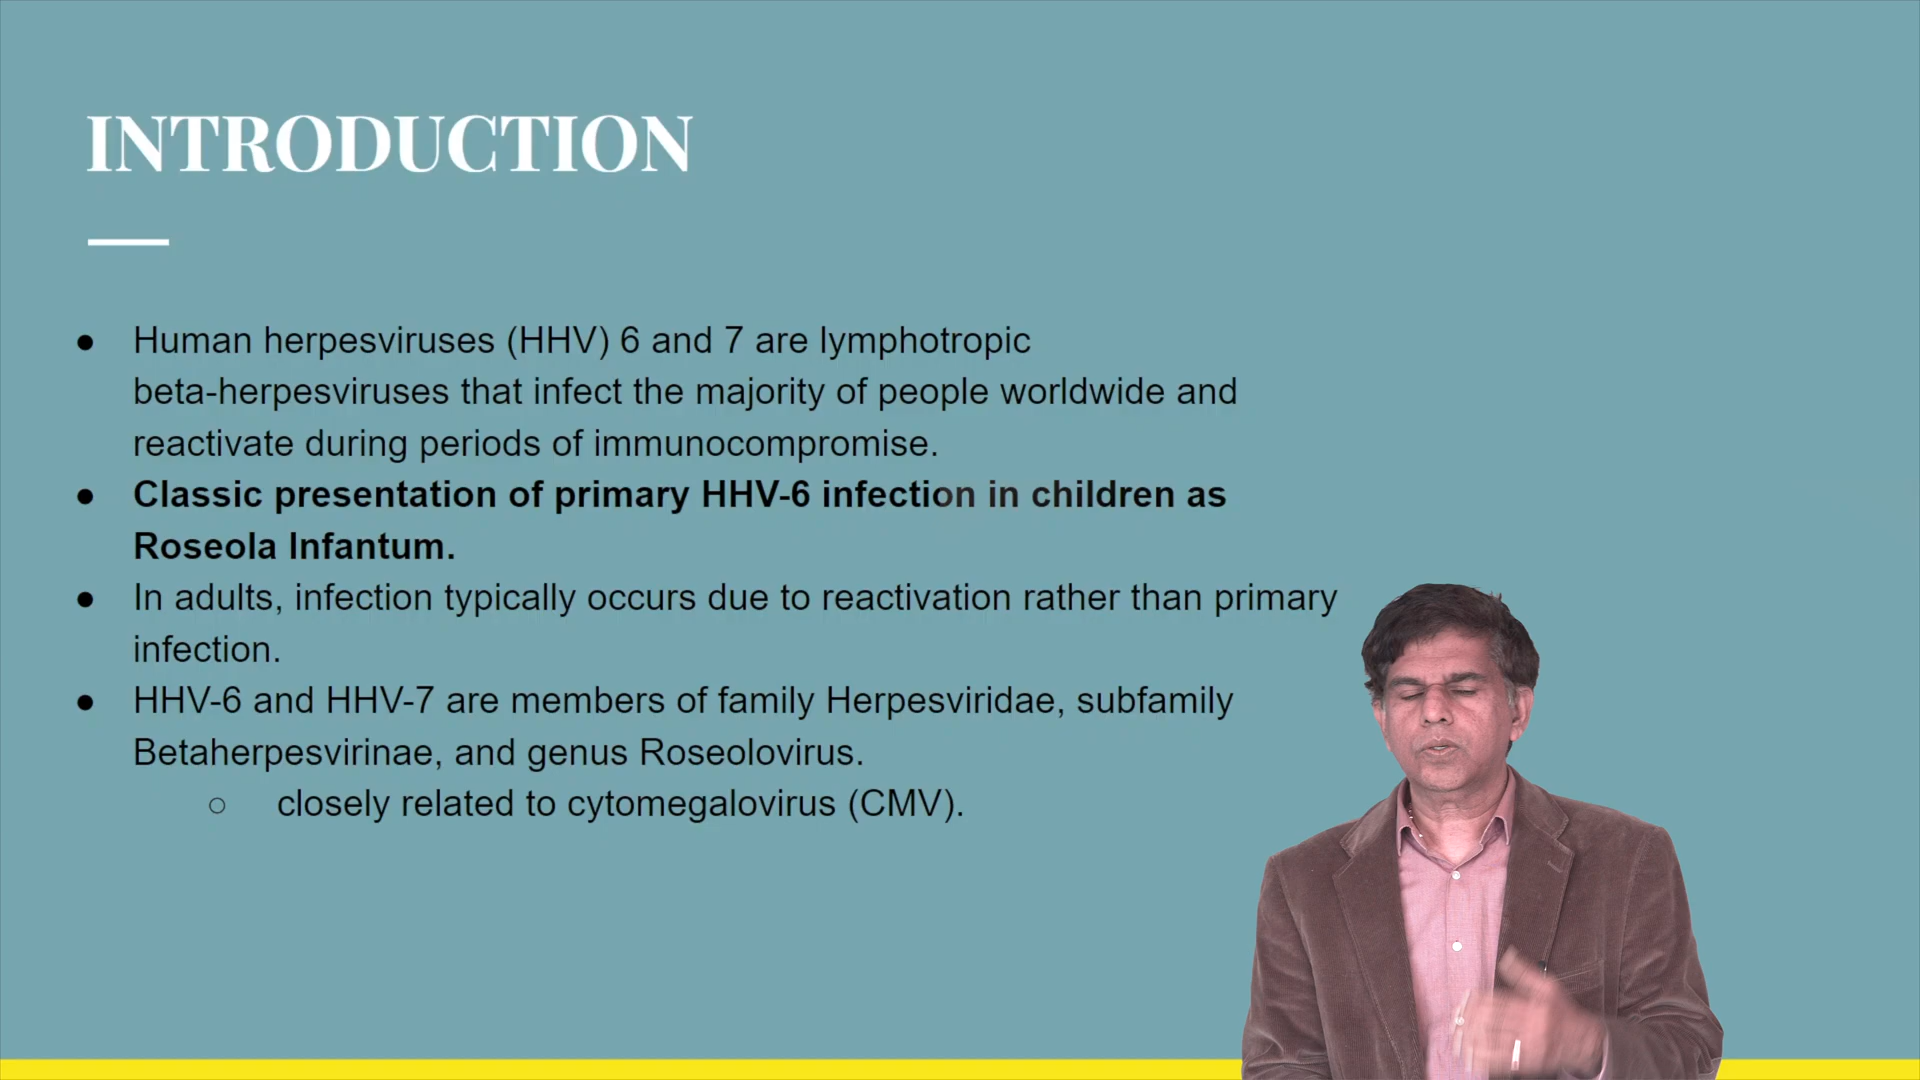 INTRODUCTION
● Human herpesviruses (HHV) 6 and 7 are lymphotropic
beta-herpesviruses that infect the majority of people worldwide and
reactivate during periods of immunocompromise.
● Classic presentation of primary HHV-6 infection in children as
Roseola Infantum.
● In adults, infection typically occurs due to reactivation rather than primary
infection.
● HHV-6 and HHV-7 are members of family Herpesviridae, subfamily
Betaherpesvirinae, and genus Roseolovirus.
○ closely related to cytomegalovirus (CMV).